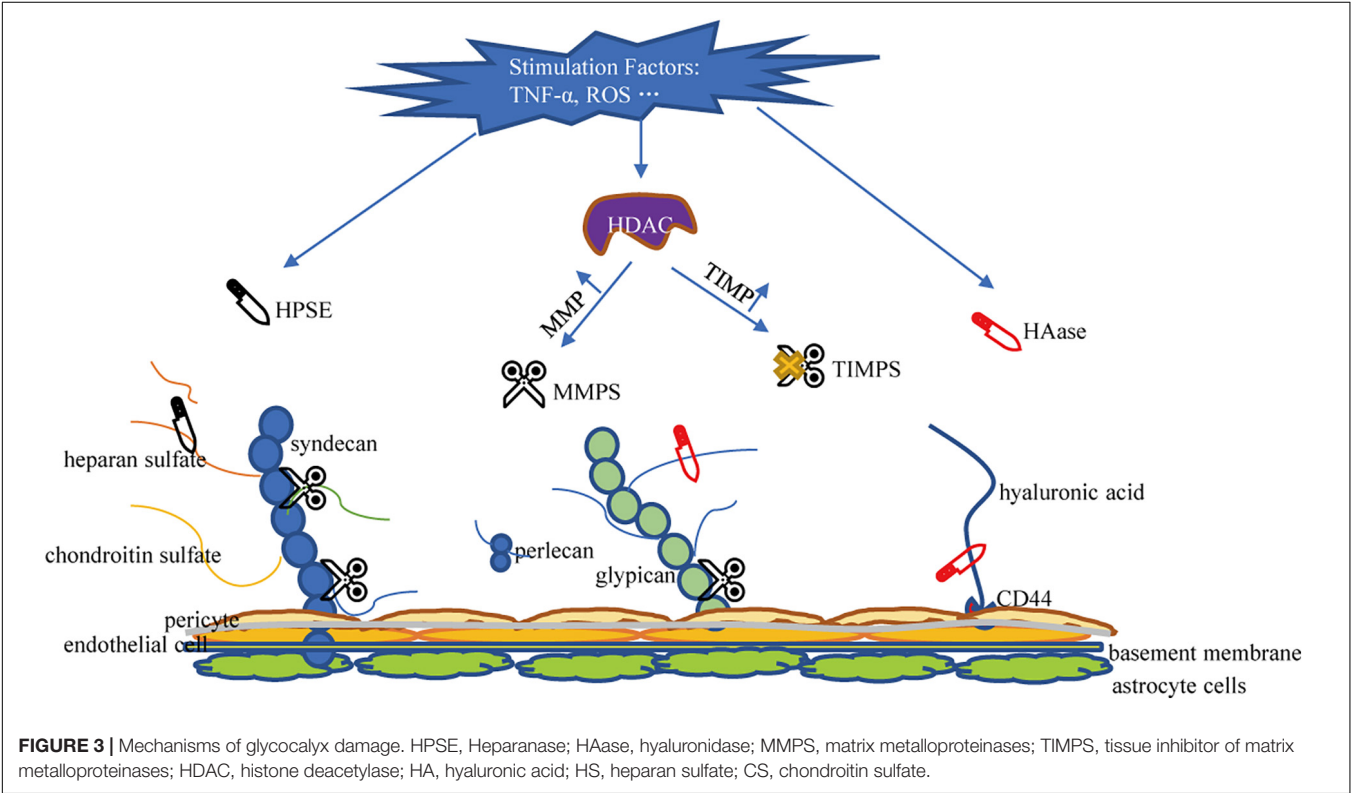 Stimulation Factors:
TNF-α, ROS ···
HDAC
MMP
TIMP
HPSE
HAase
MMPS
TIMPS
syndecan
heparan sulfate
hyaluronic acid
chondroitin sulfate
perlecan
glypican
CD44
pericyte
endothelial cell
basement membrane
astrocyte cells
FIGURE 3 | Mechanisms of glycocalyx damage. HPSE, Heparanase; HAase, hyaluronidase; MMPS, matrix metalloproteinases; TIMPS, tissue inhibitor of matrix
metalloproteinases; HDAC, histone deacetylase; HA, hyaluronic acid; HS, heparan sulfate; CS, chondroitin sulfate.